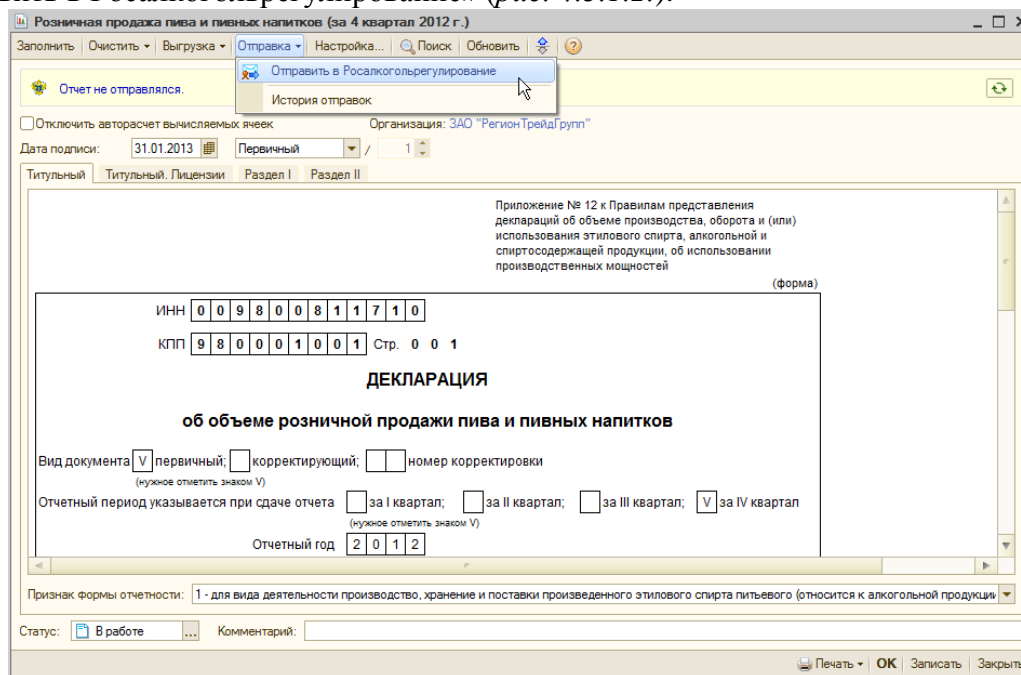 вить в Росалкогольрегулирование» (рис. 4.3.1.2.).
Розничная продажа пива и пивных напитков (за 4 квартал 2012 г.)
Заполнить Очистить Выгрузка Отправка Настройка... Поиск Обновить
Отправить в Росалкогольрегулирование
Отчет не отправлялся.
История отправок
Отключить авторасчет вычисляемых ячеек Организация: ЗАО "РегионТрейдГрупп"
Дата подписи: 31.01.2013 Первичный / 1
Титульный Титульный. Лицензии Раздел I Раздел II
Приложение № 12 к Правилам представления
деклараций об объеме производства, оборота и (или)
использования этилового спирта, алкогольной и
спиртосодержащей продукции, об использовании
производственных мощностей
(форма)
ИНН 0 0 9 8 0 0 8 1 1 7 1 0
КПП 9 8 0 0 0 1 0 0 1 Стр. 0 0 1
ДЕКЛАРАЦИЯ
об объеме розничной продажи пива и пивных напитков
Вид документа V первичный; корректирующий; номер корректировки
(нужное отметить знаком V)
Отчетный период указывается при сдаче отчета за I квартал; за II квартал; за III квартал; V за IV квартал
(нужное отметить знаком V)
Отчетный год 2 0 1 2
Признак формы отчетности: 1 - для вида деятельности производство, хранение и поставки произведенного этилового спирта питьевого (относится к алкогольной продукции
Статус: В работе ... Комментарий:
Печать OK Записать Закрыть